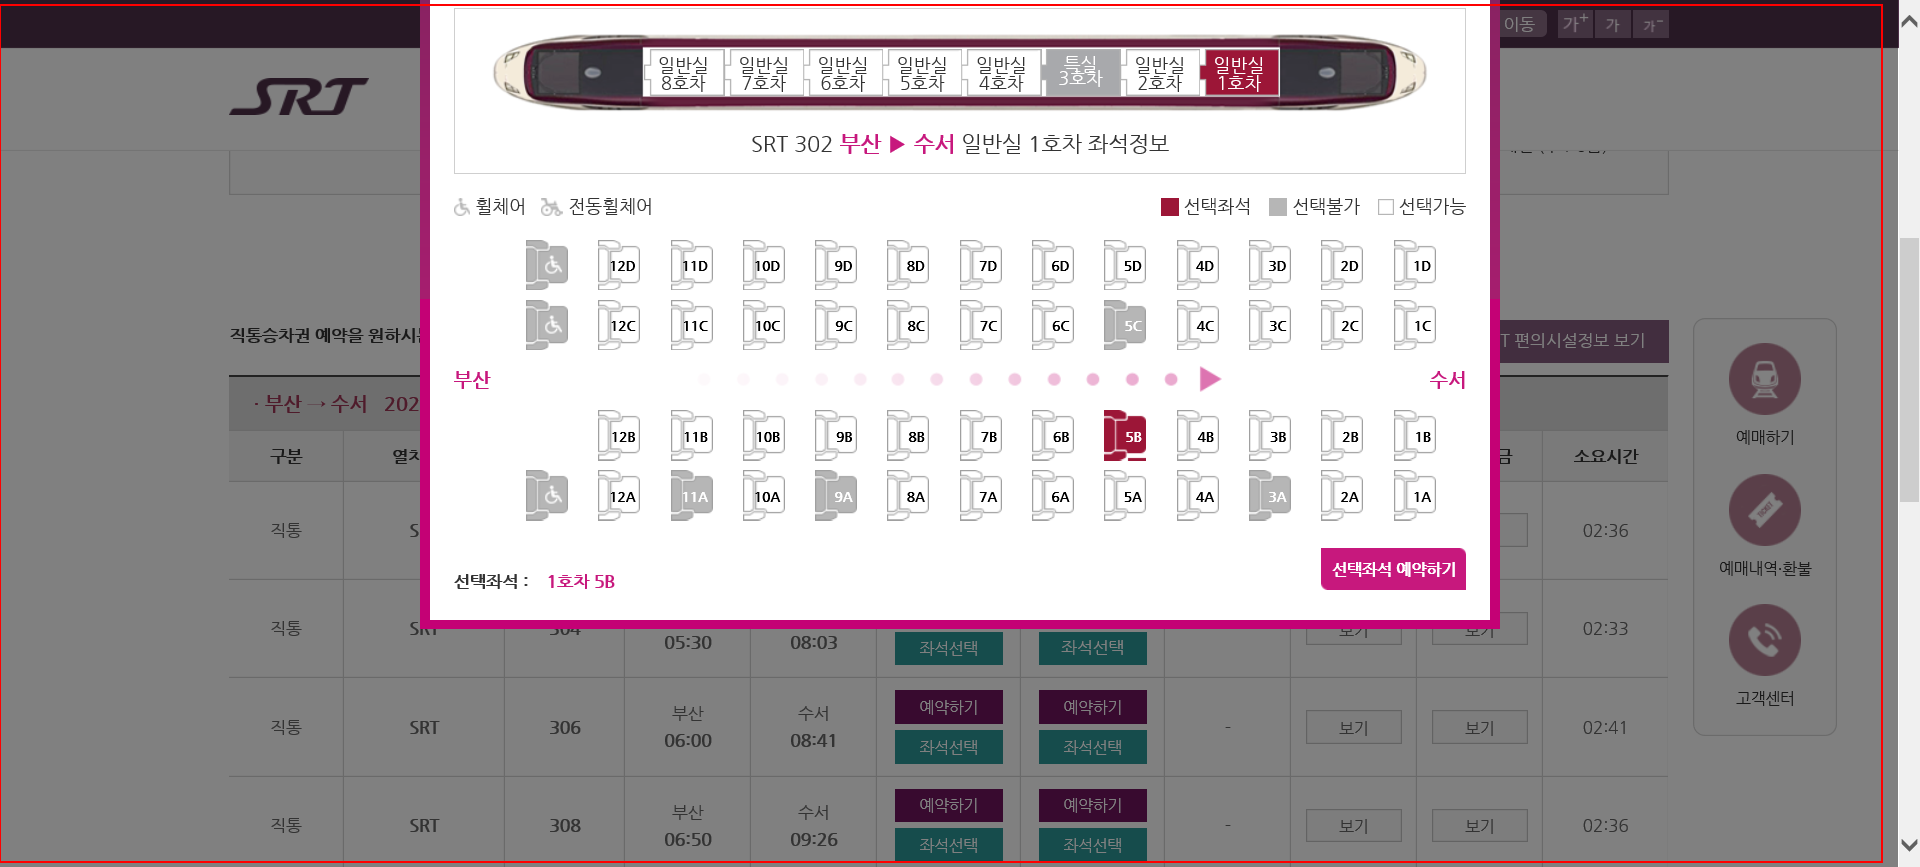 이동 가+ 가 가-
SRT
일반실 8호차 일반실 7호차 일반실 6호차 일반실 5호차 일반실 4호차 특실 3호차 일반실 2호차 일반실 1호차
SRT 302 부산 ▶ 수서 일반실 1호차 좌석정보
휠체어 전동휠체어 선택좌석 선택불가 선택가능
12D 11D 10D 9D 8D 7D 6D 5D 4D 3D 2D 1D
12C 11C 10C 9C 8C 7C 6C 5C 4C 3C 2C 1C
직통승차권 예약을 원하시는
T 편의시설정보 보기
부산 수서
12B 11B 10B 9B 8B 7B 6B 5B 4B 3B 2B 1B
12A 11A 10A 9A 8A 7A 6A 5A 4A 3A 2A 1A
선택좌석 : 1호차 5B
선택좌석 예약하기
· 부산 → 수서 202
구분 열차 금 소요시간
직통 S 02:36
직통 SRT 304 05:30 08:03 좌석선택 좌석선택 보기 보기 02:33
직통 SRT 306 부산 06:00 수서 08:41 예약하기 좌석선택 예약하기 좌석선택 - 보기 보기 02:41
직통 SRT 308 부산 06:50 수서 09:26 예약하기 좌석선택 예약하기 좌석선택 - 보기 보기 02:36
예매하기
예매내역·환불
고객센터